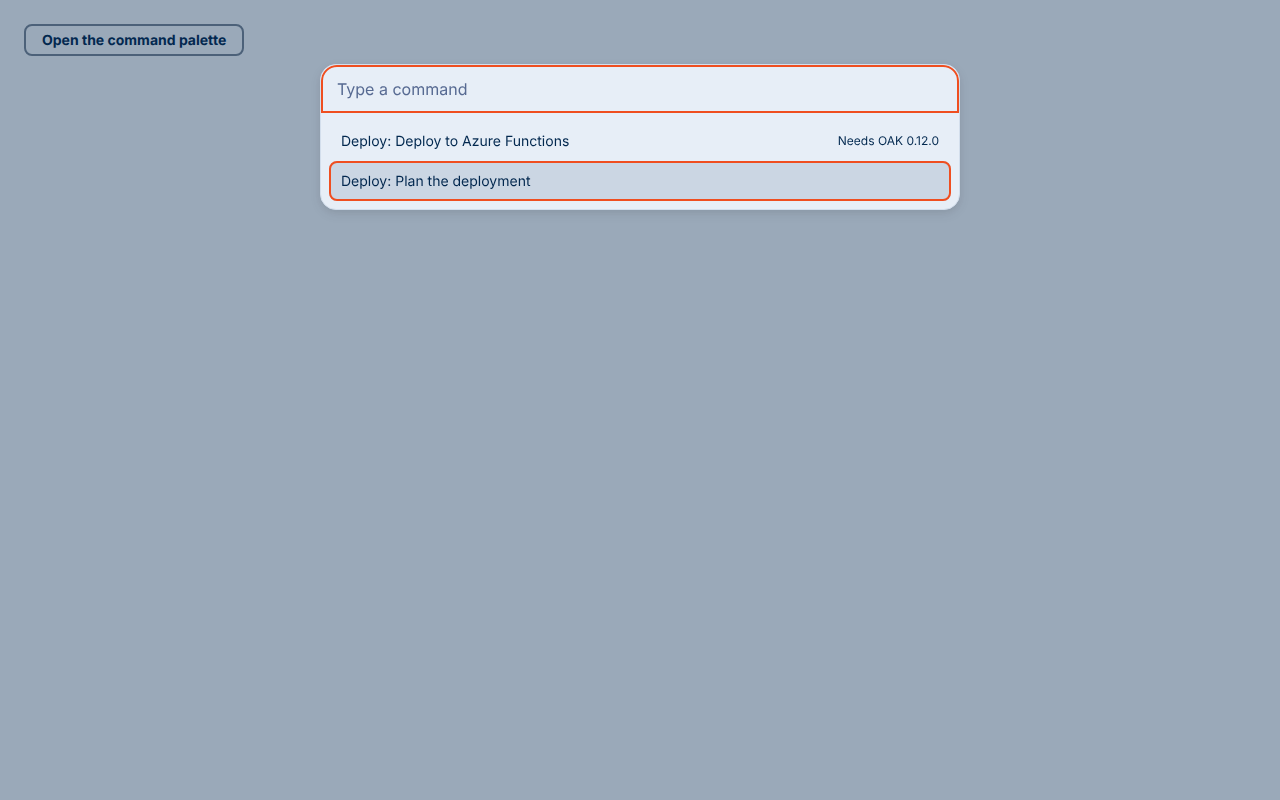 Open the command palette
Type a command
Deploy: Deploy to Azure Functions Needs OAK 0.12.0
Deploy: Plan the deployment